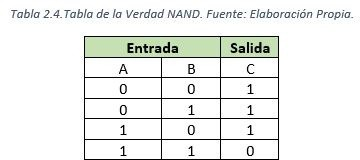 Tabla 2.4.Tabla de la Verdad NAND. Fuente: Elaboración Propia.
Entrada Salida
A B C
0 0 1
0 1 1
1 0 1
1 1 0